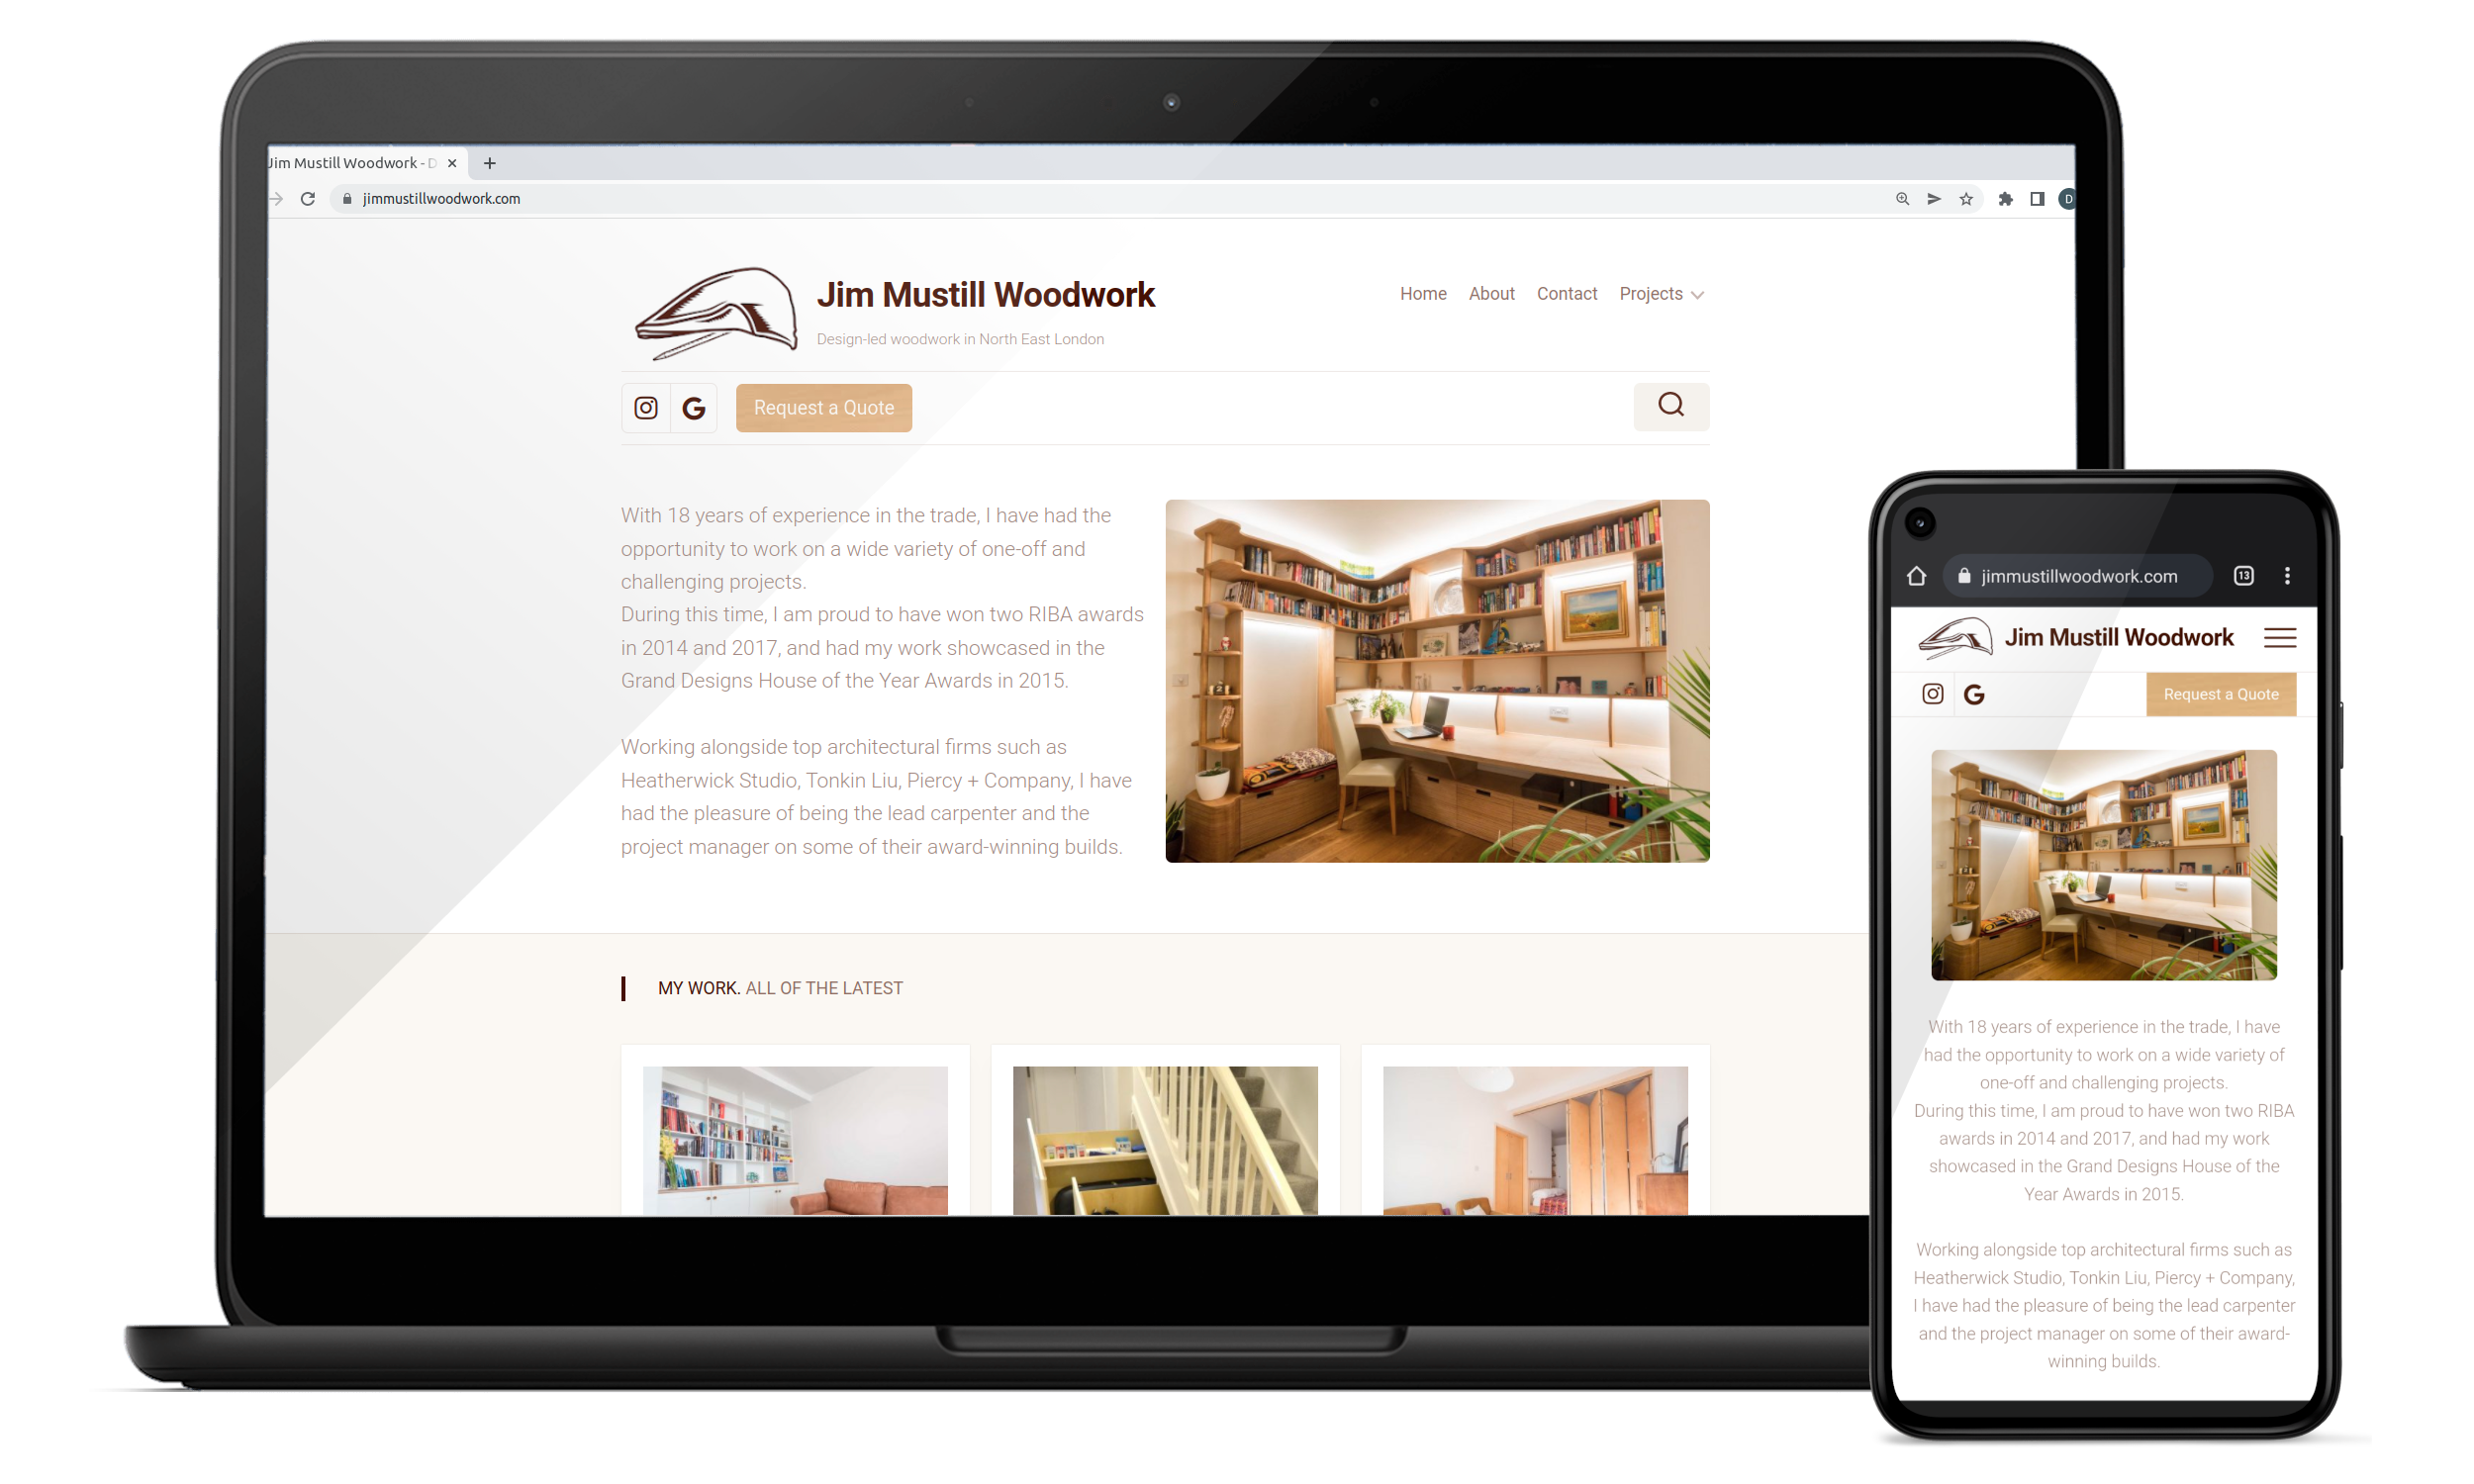 Jim Mustill Woodwork - D
jimmustillwoodwork.com
D
Jim Mustill Woodwork
Home About Contact Projects
Design-led woodwork in North East London
Request a Quote
With 18 years of experience in the trade, I have had the
opportunity to work on a wide variety of one-off and
challenging projects.
During this time, I am proud to have won two RIBA awards
in 2014 and 2017, and had my work showcased in the
Grand Designs House of the Year Awards in 2015.
Working alongside top architectural firms such as
Heatherwick Studio, Tonkin Liu, Piercy + Company, I have
had the pleasure of being the lead carpenter and the
project manager on some of their award-winning builds.
MY WORK. ALL OF THE LATEST
jimmustillwoodwork.com
13
Jim Mustill Woodwork
Request a Quote
With 18 years of experience in the trade, I have
had the opportunity to work on a wide variety of
one-off and challenging projects.
During this time, I am proud to have won two RIBA
awards in 2014 and 2017, and had my work
showcased in the Grand Designs House of the
Year Awards in 2015.
Working alongside top architectural firms such as
Heatherwick Studio, Tonkin Liu, Piercy + Company,
I have had the pleasure of being the lead carpenter
and the project manager on some of their award-
winning builds.